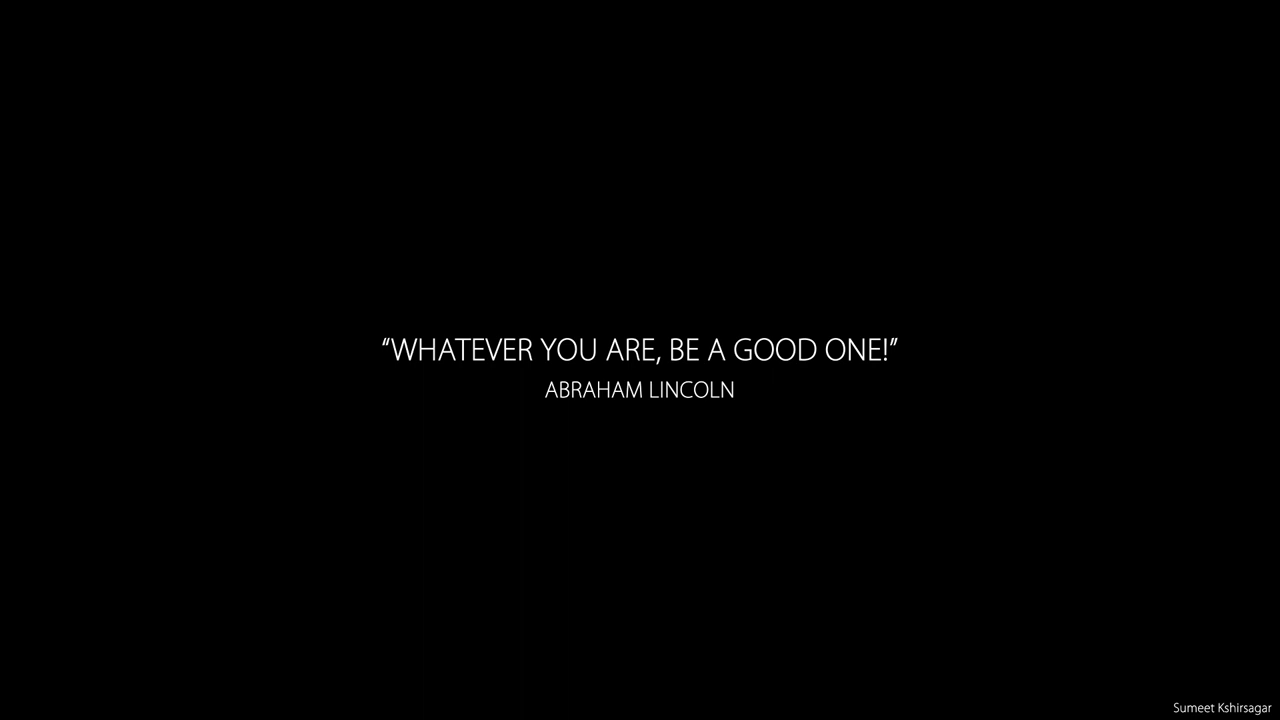 “WHATEVER YOU ARE, BE A GOOD ONE!”
ABRAHAM LINCOLN
Sumeet Kshirsagar